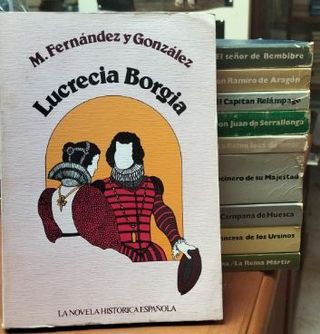 M. Fernández y González
Lucrecia Borgia
LA NOVELA HISTORICA ESPAÑOLA
El señor de Bembibre
Ramiro de Aragón
El Capitan Relámpago
Don Juan de Serrallonga
de su Majestad
Campana de Huesca
de los Ursinos
/La Reina Mártir